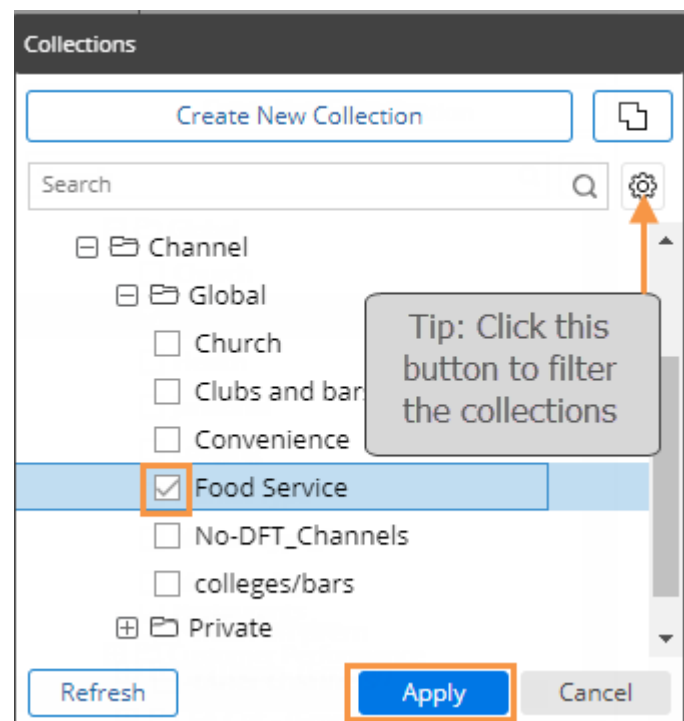 Collections
Create New Collection
Search
Channel
Global
Church
Clubs and bar
Convenience
Food Service
No-DFT_Channels
colleges/bars
Private
Tip: Click this
button to filter
the collections
Refresh
Apply
Cancel